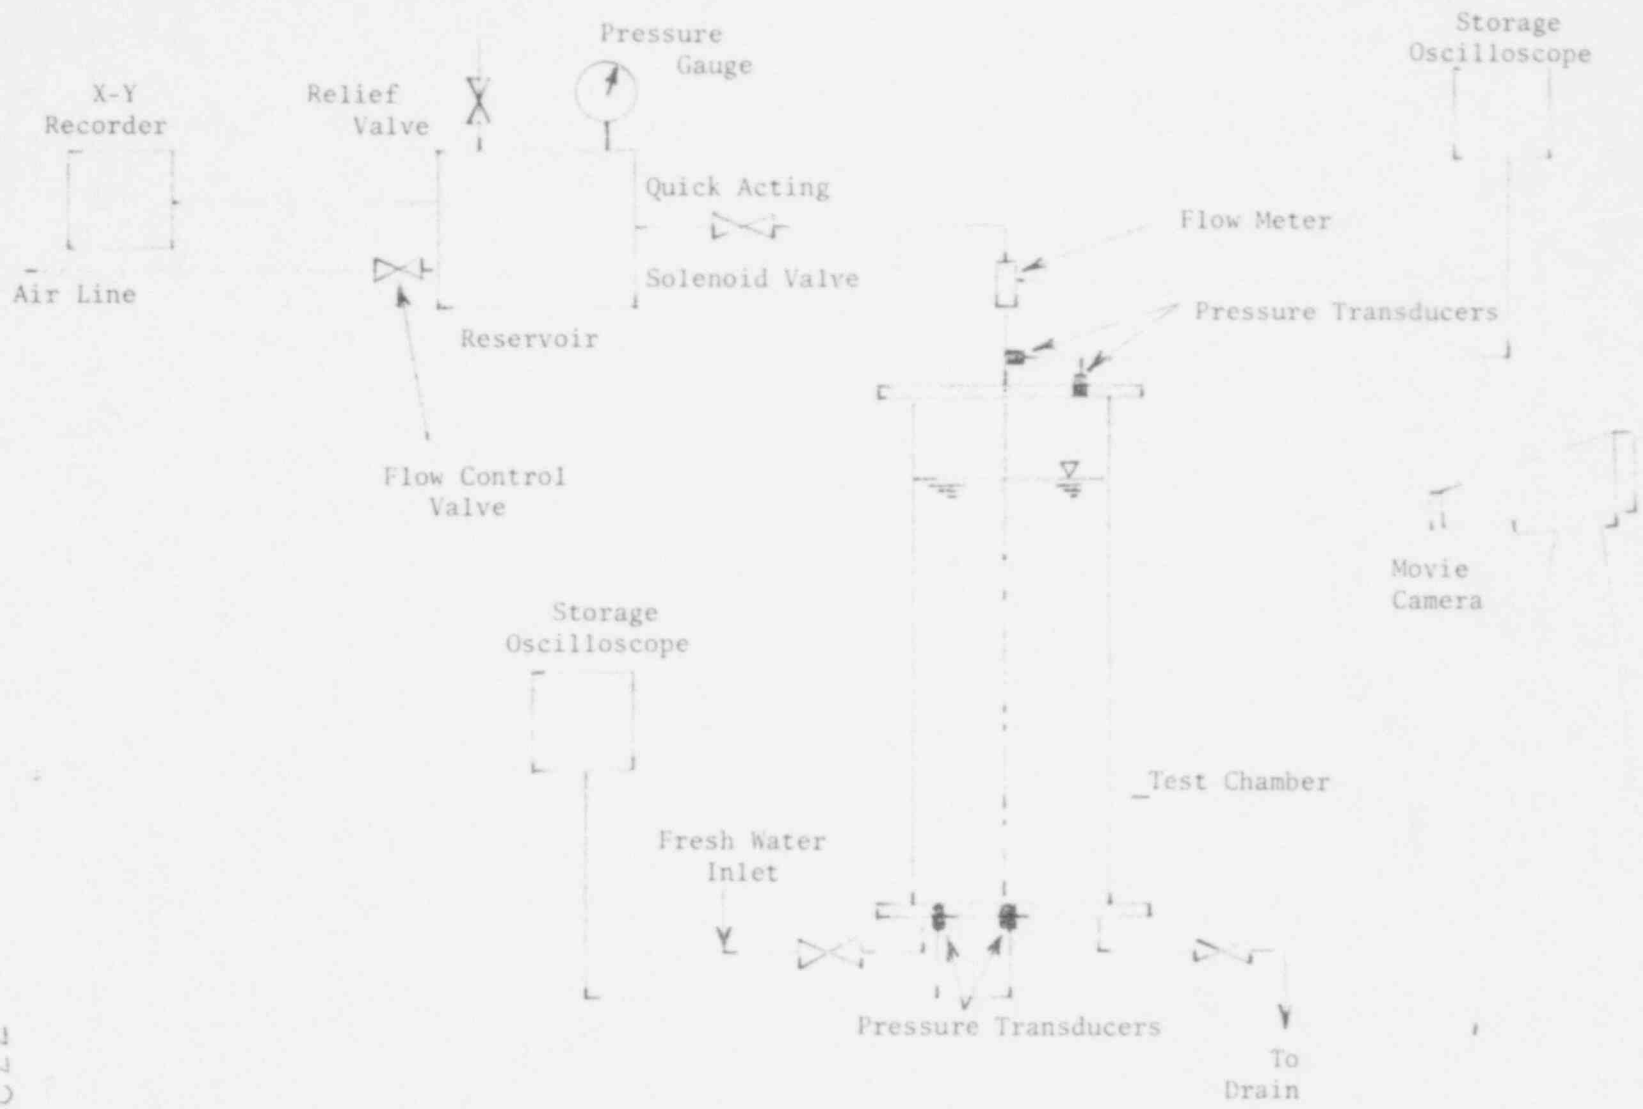 Storage
Oscilloscope
Pressure
Gauge
X-Y
Recorder
Relief
Valve
Quick Acting
Solenoid Valve
Flow Meter
Air Line
Pressure Transducers
Reservoir
Flow Control
Valve
Movie
Camera
Storage
Oscilloscope
Test Chamber
Fresh Water
Inlet
Pressure Transducers
To
Drain